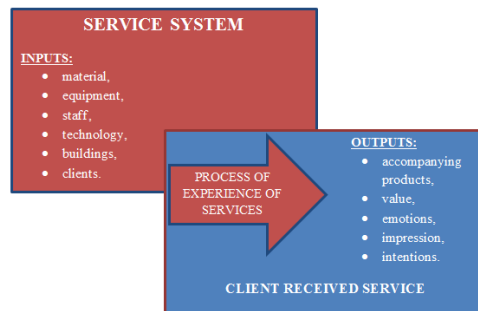 SERVICE SYSTEM
INPUTS:
• material,
• equipment,
• staff,
• technology,
• buildings,
• clients.
PROCESS OF
EXPERIENCE OF
SERVICES
OUTPUTS:
• accompanying
products,
• value,
• emotions,
• impression,
• intentions.
CLIENT RECEIVED SERVICE